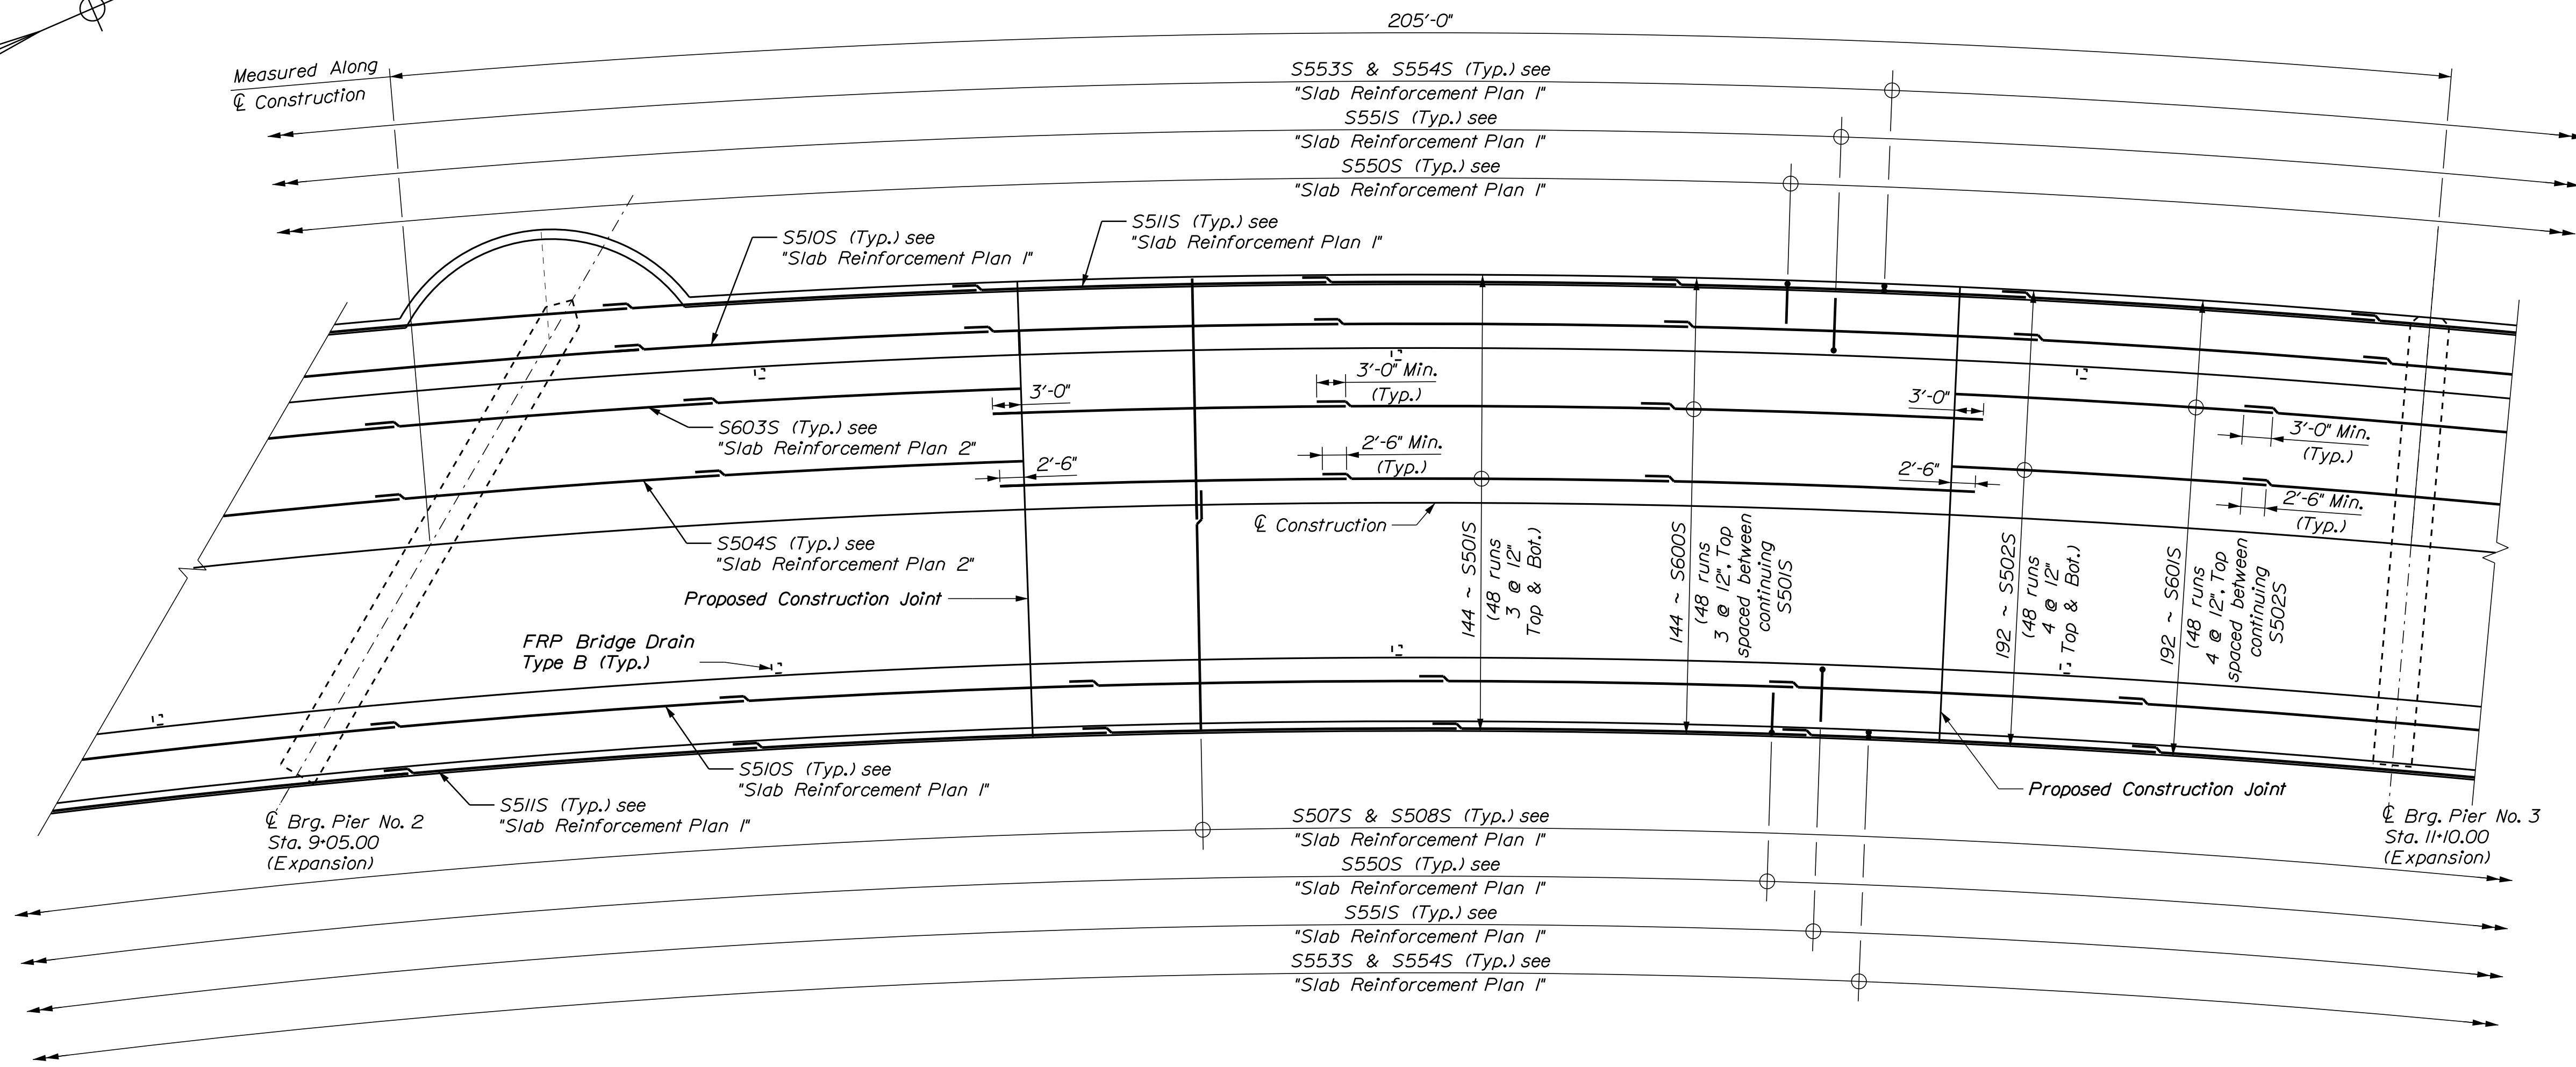 205'-0"
Measured Along
℄ Construction
S553S & S554S (Typ.) see
"Slab Reinforcement Plan 1"
S551S (Typ.) see
"Slab Reinforcement Plan 1"
S550S (Typ.) see
"Slab Reinforcement Plan 1"
S510S (Typ.) see
"Slab Reinforcement Plan 1"
S511S (Typ.) see
"Slab Reinforcement Plan 1"
3'-0"
3'-0" Min.
(Typ.)
3'-0"
S603S (Typ.) see
"Slab Reinforcement Plan 2"
3'-0" Min.
(Typ.)
2'-6"
2'-6" Min.
(Typ.)
2'-6"
2'-6" Min.
(Typ.)
℄ Construction
S504S (Typ.) see
"Slab Reinforcement Plan 2"
Proposed Construction Joint
144 ~ S501S
(48 runs
3 @ 12"
Top & Bot.)
144 ~ S600S
(48 runs
3 @ 12", Top
spaced between
continuing
S501S
192 ~ S502S
(48 runs
4 @ 12"
Top & Bot.)
192 ~ S601S
(48 runs
4 @ 12", Top
spaced between
continuing
S502S
FRP Bridge Drain
Type B (Typ.)
S510S (Typ.) see
"Slab Reinforcement Plan 1"
S511S (Typ.) see
"Slab Reinforcement Plan 1"
Proposed Construction Joint
℄ Brg. Pier No. 2
Sta. 9+05.00
(Expansion)
℄ Brg. Pier No. 3
Sta. 11+10.00
(Expansion)
S507S & S508S (Typ.) see
"Slab Reinforcement Plan 1"
S550S (Typ.) see
"Slab Reinforcement Plan 1"
S551S (Typ.) see
"Slab Reinforcement Plan 1"
S553S & S554S (Typ.) see
"Slab Reinforcement Plan 1"